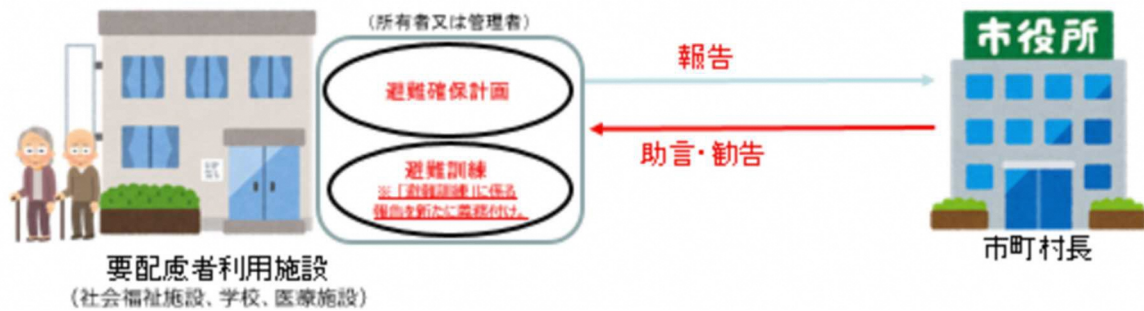 (所有者又は管理者)
避難確保計画
避難訓練
※「避難訓練」に係る
報告を新たに義務付け。
報告
助言・勧告
市役所
市町村長
要配慮者利用施設
(社会福祉施設、学校、医療施設)